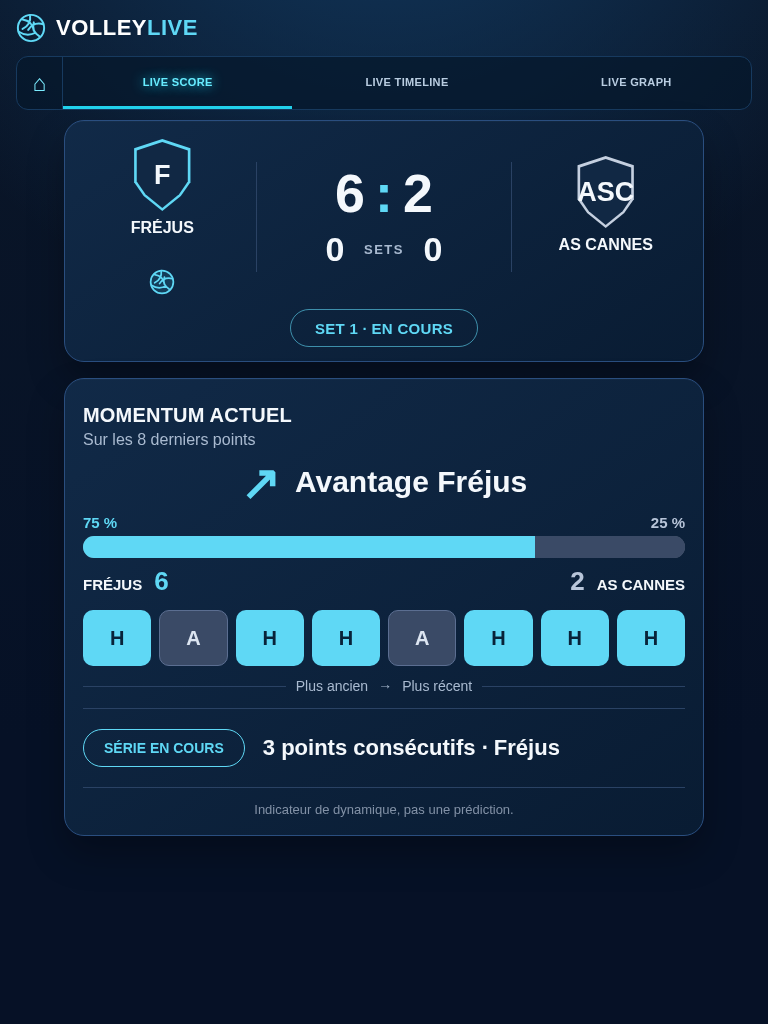 VOLLEYLIVE
LIVE SCORE
LIVE TIMELINE
LIVE GRAPH
F
FRÉJUS
6 : 2
0 SETS 0
ASC
AS CANNES
SET 1 · EN COURS
MOMENTUM ACTUEL
Sur les 8 derniers points
↗ Avantage Fréjus
75 % 25 %
FRÉJUS 6 2 AS CANNES
H A H H A H H H
Plus ancien → Plus récent
SÉRIE EN COURS 3 points consécutifs · Fréjus
Indicateur de dynamique, pas une prédiction.